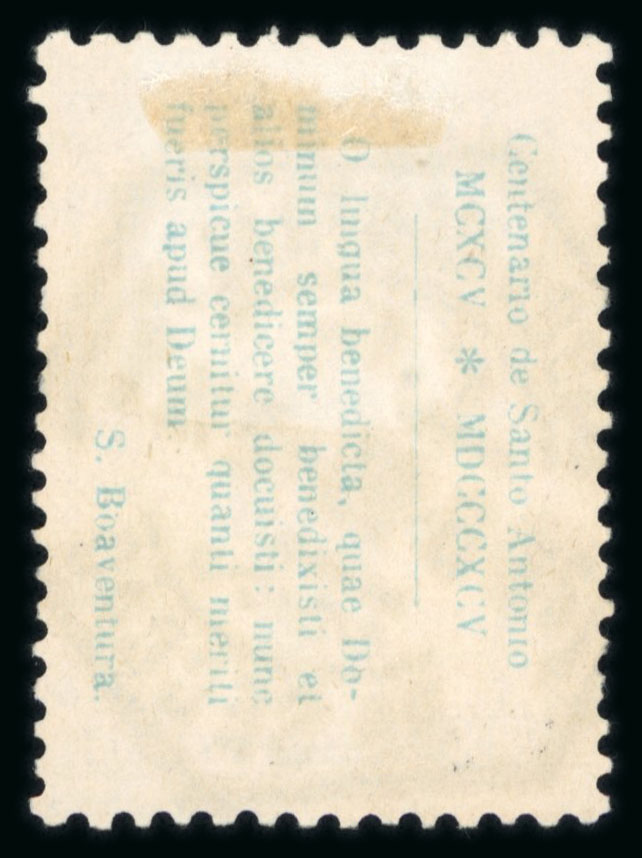 Centenario de Santo Antonio
MCXCV * MDCCCXCV
O lingua benedicta, quae Do-
minum semper benedixisti et
alios benedicere docuisti: nunc
perspicue cernitur quanti meriti
fueris apud Deum.
S. Boaventura.